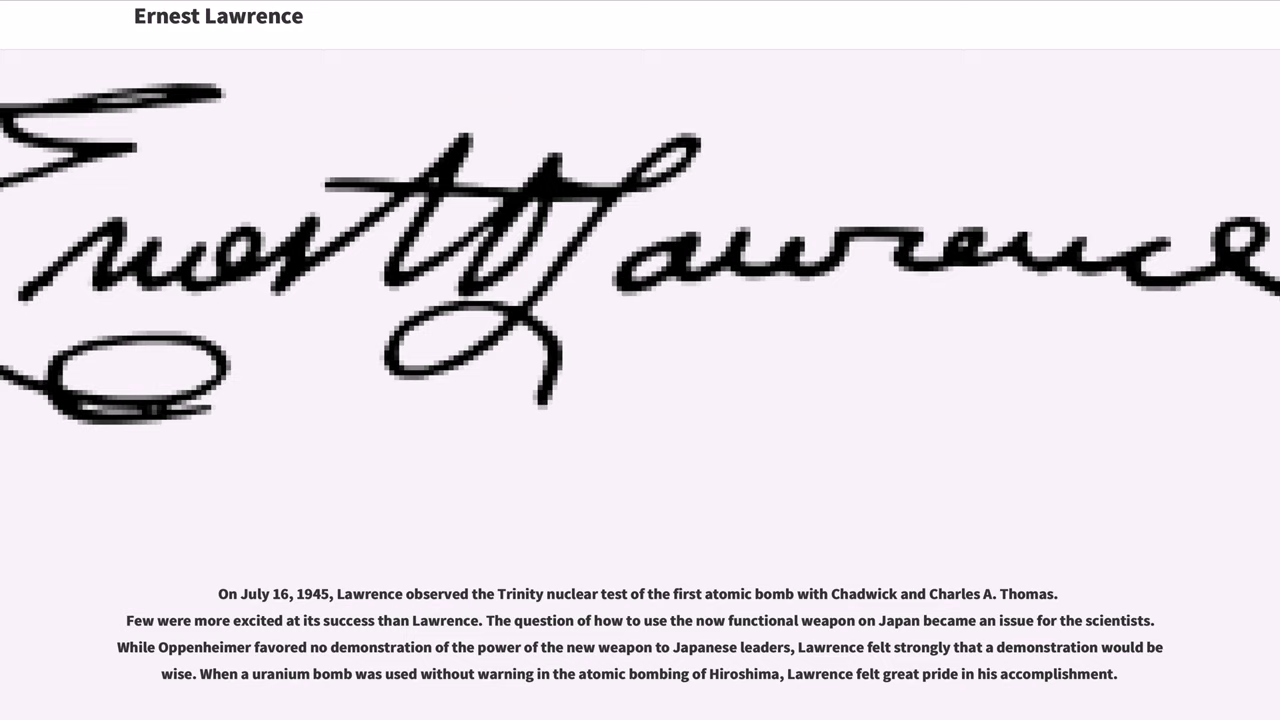 Ernest Lawrence
Ernest O Lawrence
On July 16, 1945, Lawrence observed the Trinity nuclear test of the first atomic bomb with Chadwick and Charles A. Thomas.
Few were more excited at its success than Lawrence. The question of how to use the now functional weapon on Japan became an issue for the scientists.
While Oppenheimer favored no demonstration of the power of the new weapon to Japanese leaders, Lawrence felt strongly that a demonstration would be
wise. When a uranium bomb was used without warning in the atomic bombing of Hiroshima, Lawrence felt great pride in his accomplishment.